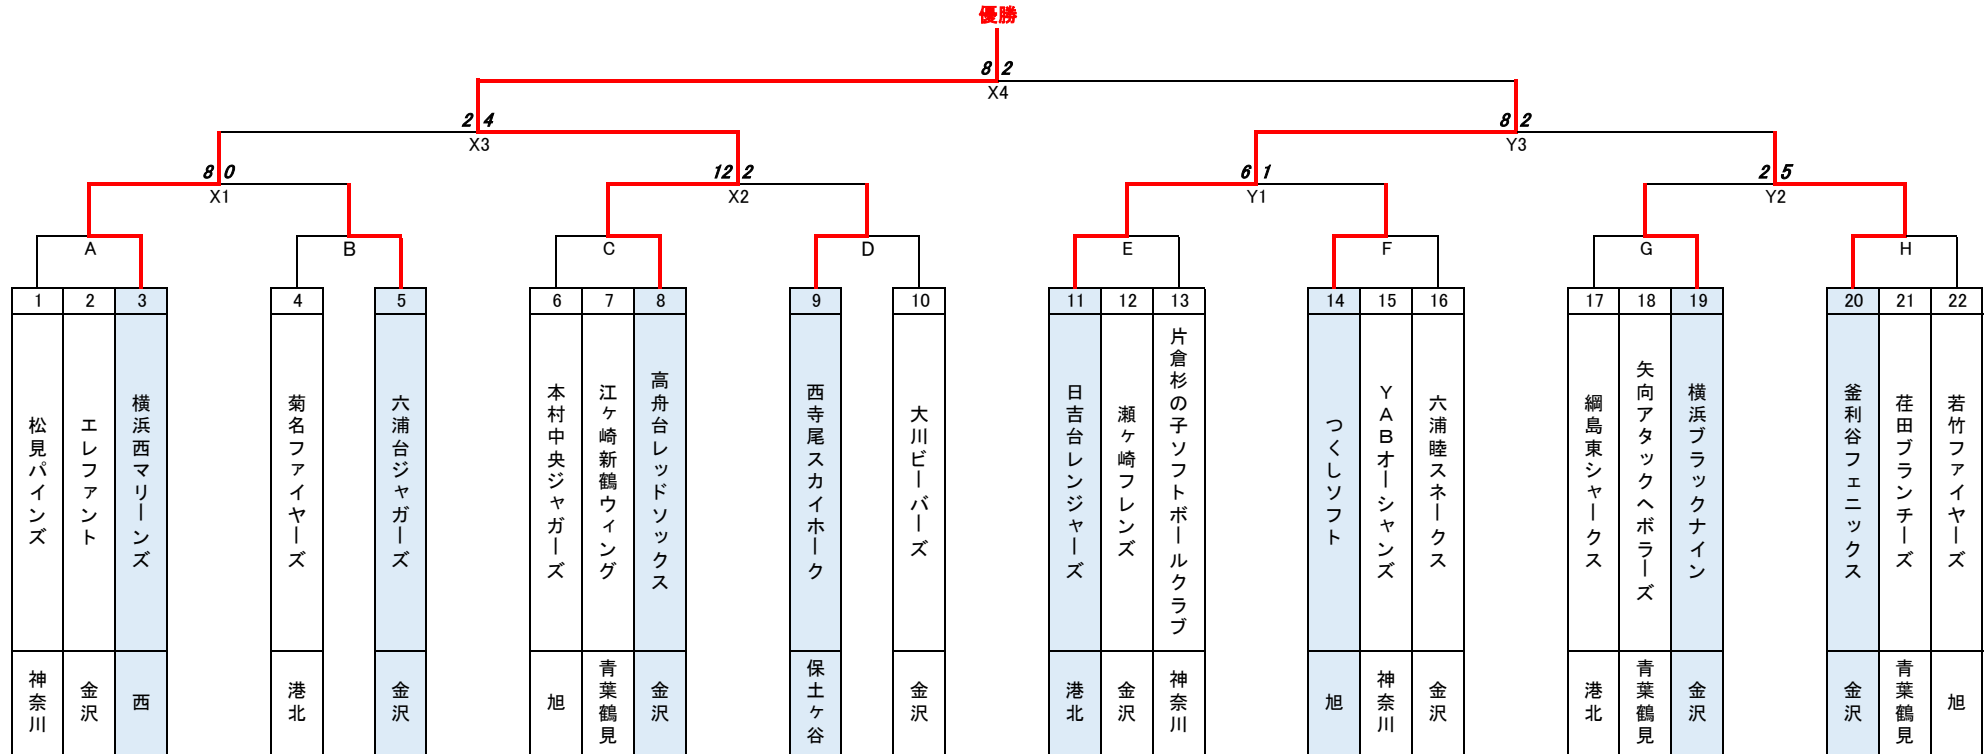 優勝
8 2
X4
2 4
X3
8 2
Y3
8 0
X1
12 2
X2
6 1
Y1
2 5
Y2
A
B
C
D
E
F
G
H
1 2 3 4 5 6 7 8 9 10 11 12 13 14 15 16 17 18 19 20 21 22
松見パインズ
エレファント
横浜西マリーンズ
菊名ファイヤーズ
六浦台ジャガーズ
本村中央ジャガーズ
江ヶ崎新鶴ウィング
高舟台レッドソックス
西寺尾スカイホーク
大川ビーバーズ
日吉台レンジャーズ
瀬ヶ崎フレンズ
片倉杉の子ソフトボールクラブ
つくしソフト
YABオーシャンズ
六浦睦スネークス
綱島東シャークス
矢向アタックヘボラーズ
横浜ブラックナイン
釜利谷フェニックス
荏田ブランチーズ
若竹ファイヤーズ
神奈川
金沢
西
港北
金沢
旭
青葉鶴見
金沢
保土ヶ谷
金沢
港北
金沢
神奈川
旭
神奈川
金沢
港北
青葉鶴見
金沢
金沢
青葉鶴見
旭